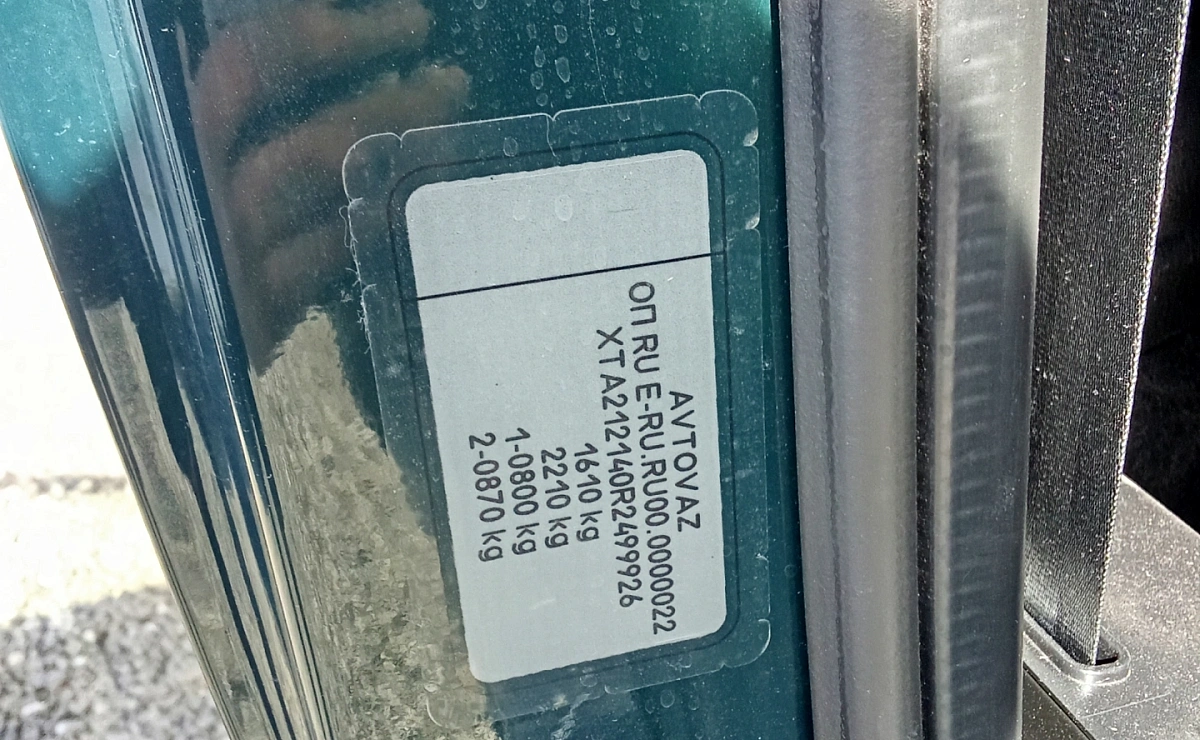 AVTOVAZ
ОП RU E-RU.RU00.0000022
XTA212140R2499926
1610 kg
2210 kg
1-0800 kg
2-0870 kg